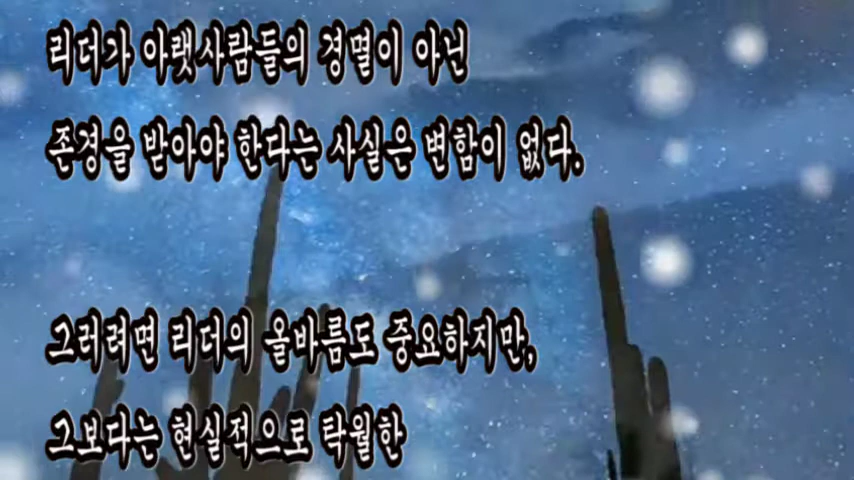 리더가 아랫사람들의 경멸이 아닌
존경을 받아야 한다는 사실은 변함이 없다.
그러려면 리더의 올바름도 중요하지만,
그보다는 현실적으로 탁월한